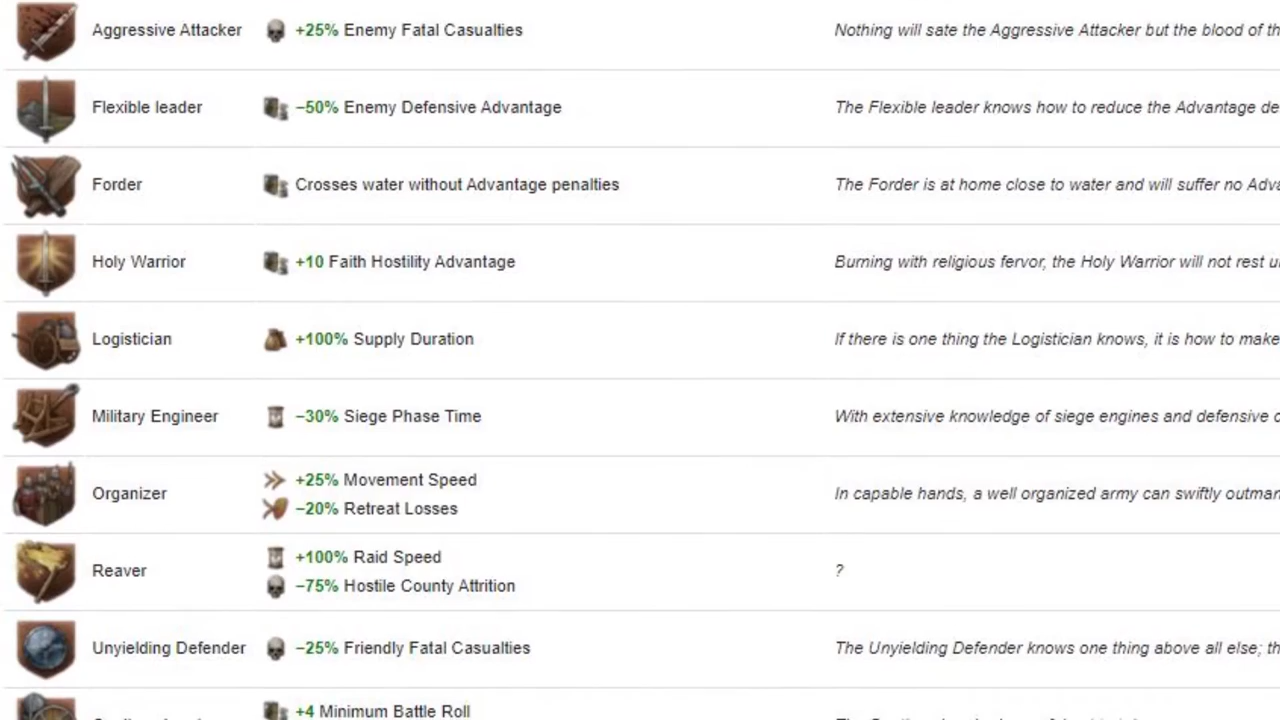 Aggressive Attacker +25% Enemy Fatal Casualties Nothing will sate the Aggressive Attacker but the blood of th
Flexible leader −50% Enemy Defensive Advantage The Flexible leader knows how to reduce the Advantage de
Forder Crosses water without Advantage penalties The Forder is at home close to water and will suffer no Adva
Holy Warrior +10 Faith Hostility Advantage Burning with religious fervor, the Holy Warrior will not rest u
Logistician +100% Supply Duration If there is one thing the Logistician knows, it is how to make
Military Engineer −30% Siege Phase Time With extensive knowledge of siege engines and defensive c
Organizer +25% Movement Speed In capable hands, a well organized army can swiftly outman
−20% Retreat Losses
Reaver +100% Raid Speed ?
−75% Hostile County Attrition
Unyielding Defender −25% Friendly Fatal Casualties The Unyielding Defender knows one thing above all else; th
+4 Minimum Battle Roll